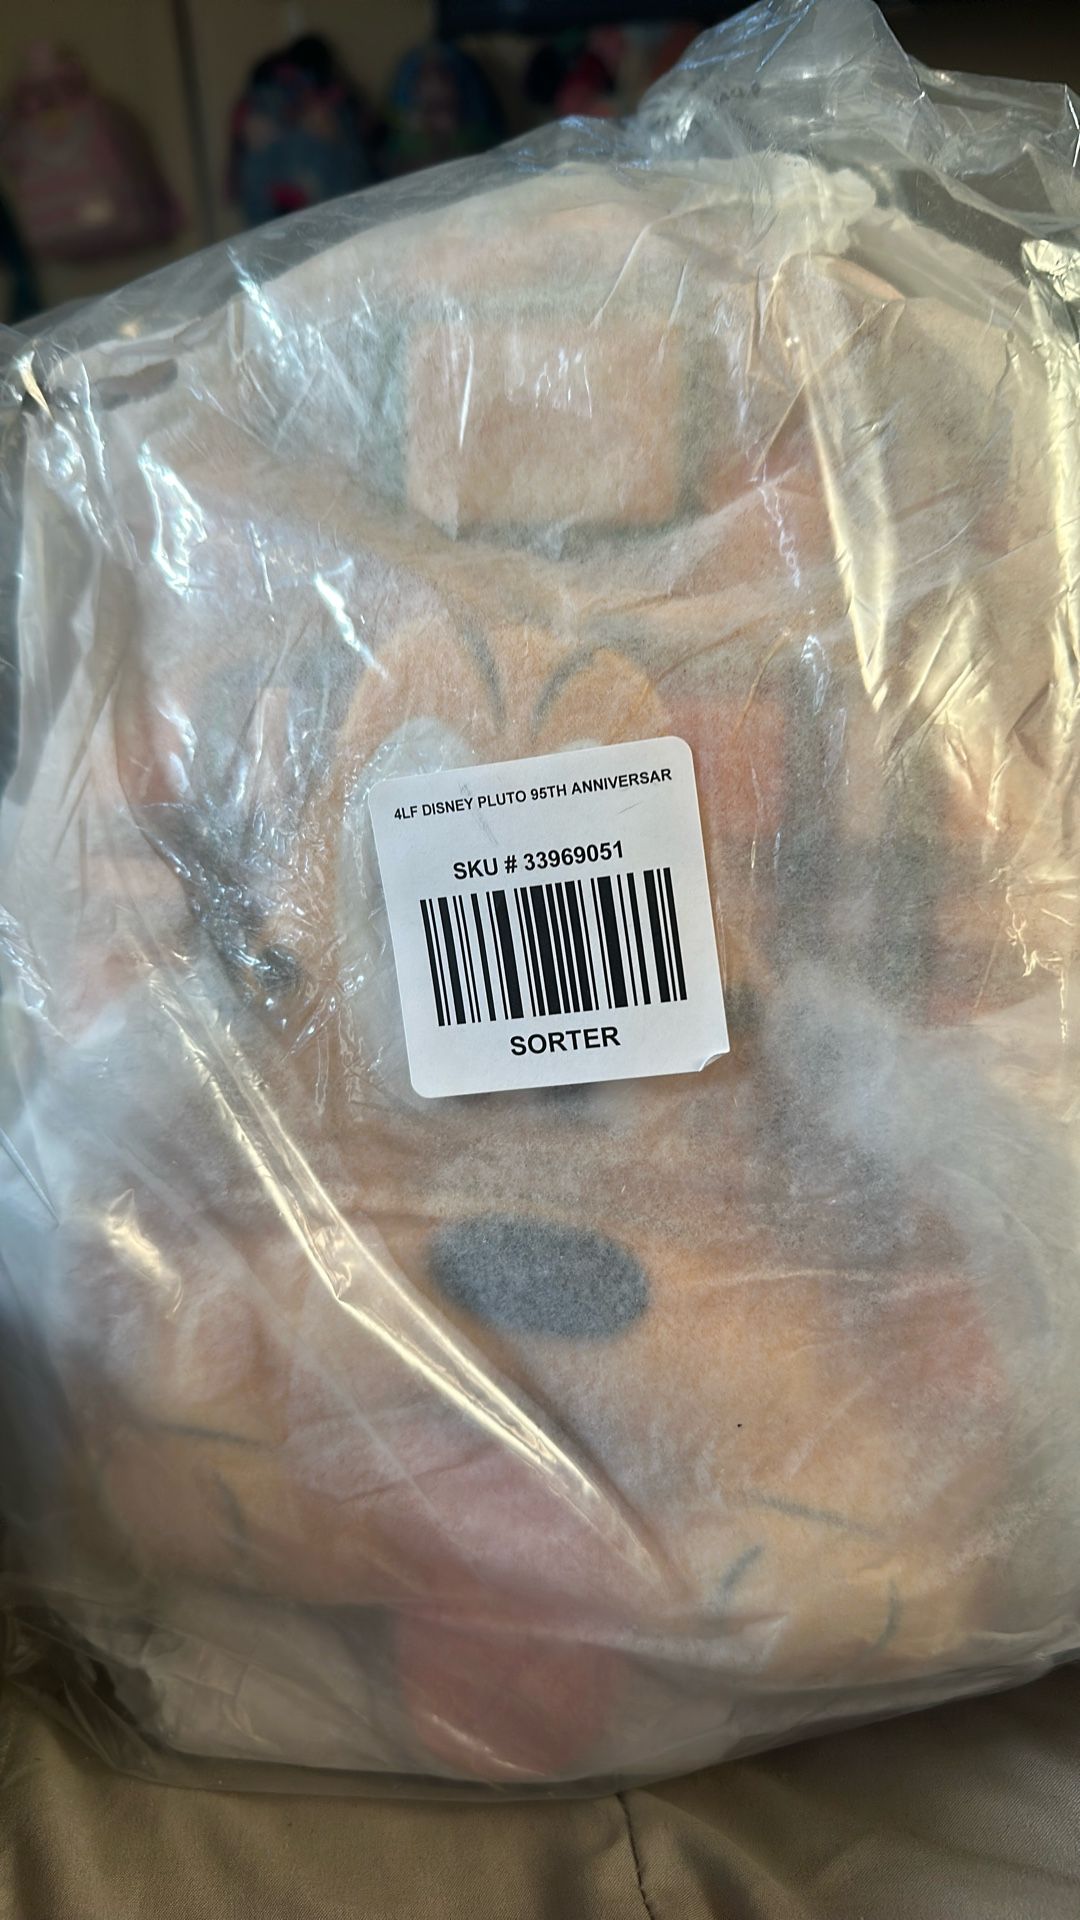 4LF DISNEY PLUTO 95TH ANNIVERSAR
SKU # 33969051
SORTER